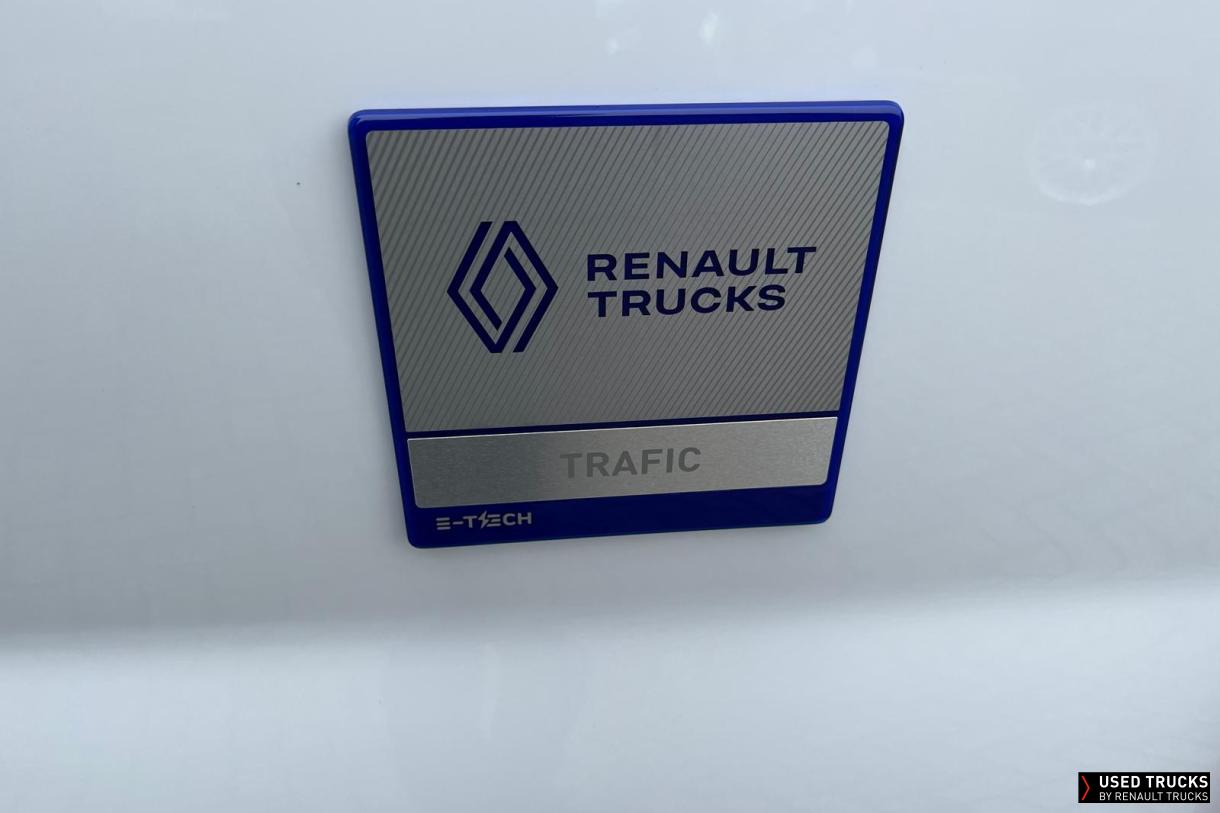 RENAULT
TRUCKS
TRAFIC
E-TECH
USED TRUCKS
BY RENAULT TRUCKS